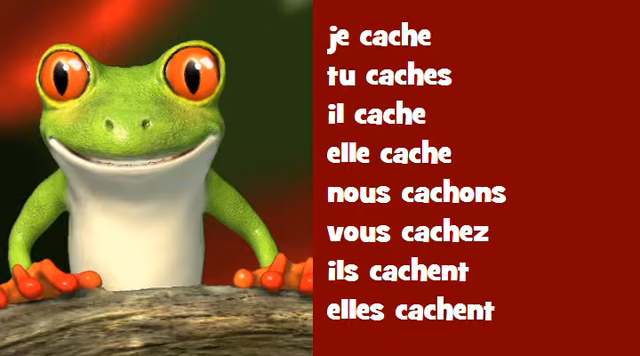 je cache
tu caches
il cache
elle cache
nous cachons
vous cachez
ils cachent
elles cachent